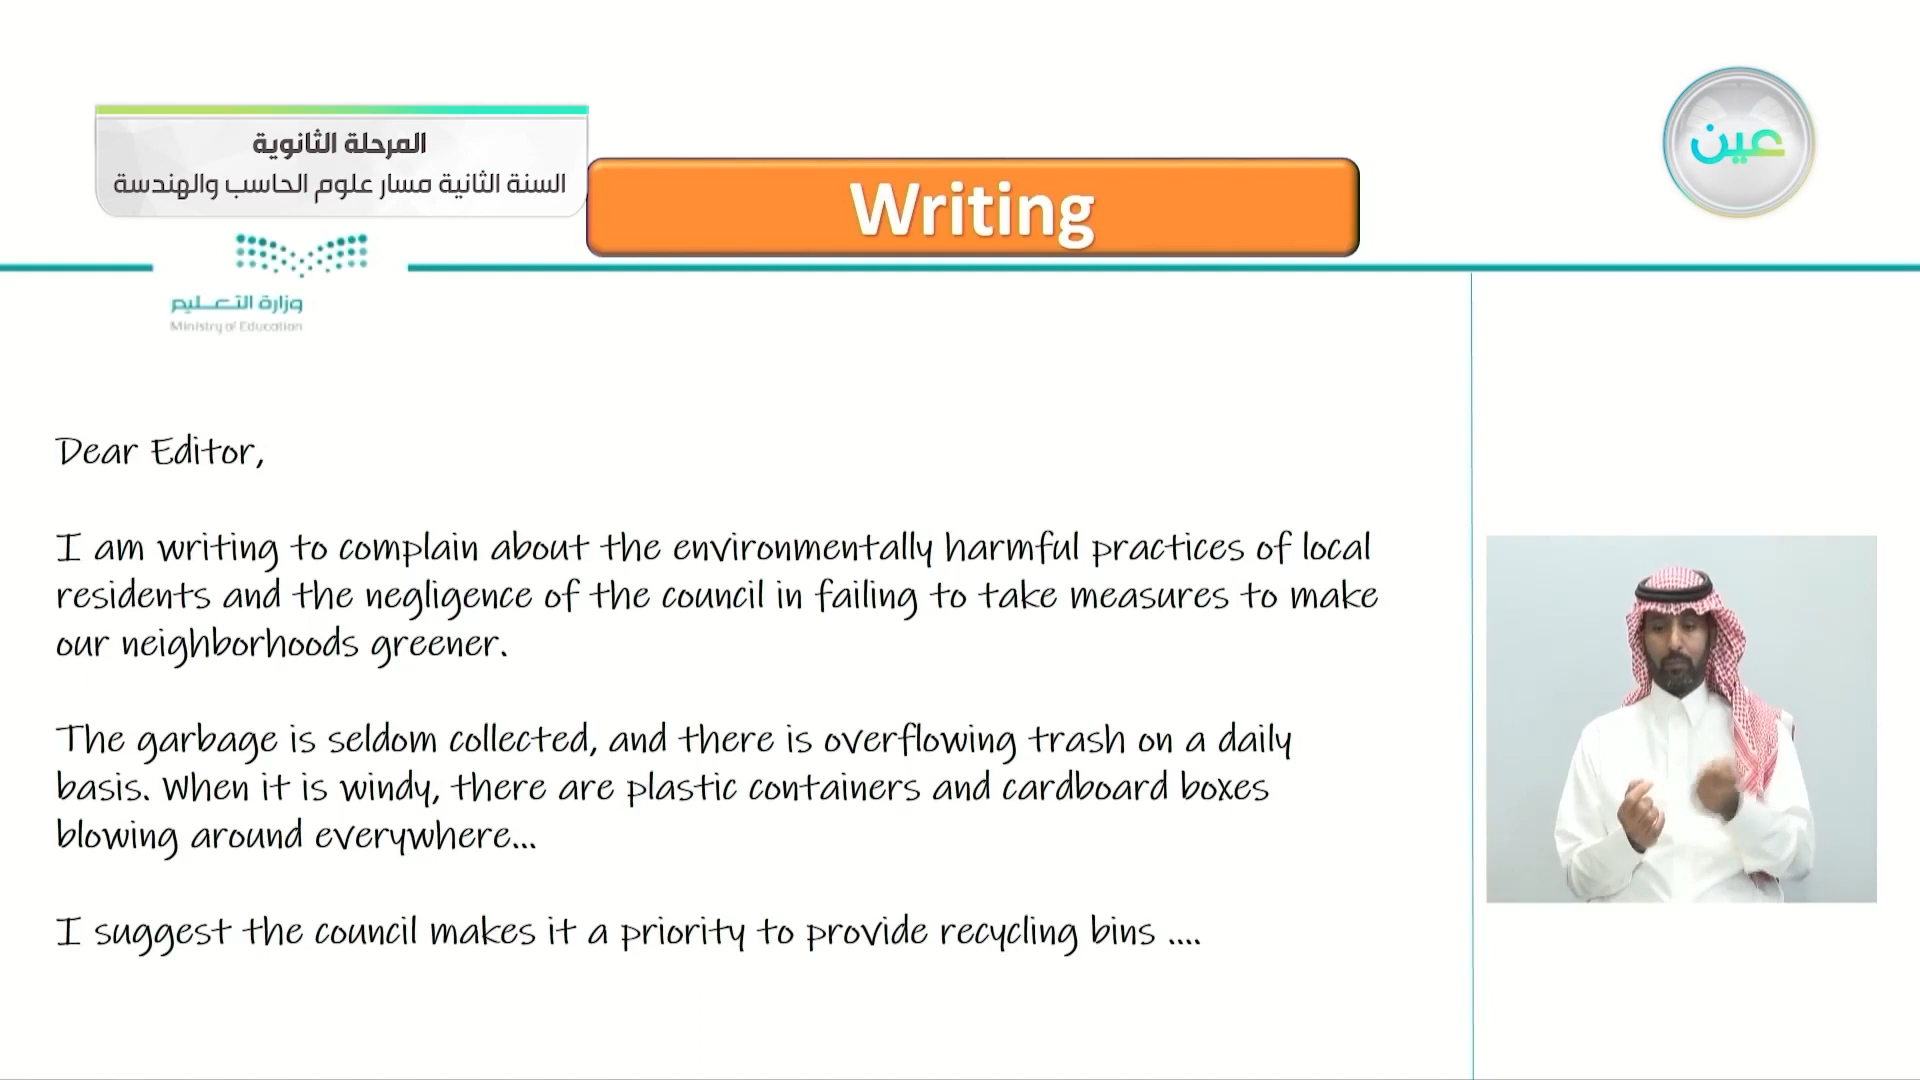 المرحلة الثانوية
السنة الثانية مسار علوم الحاسب والهندسة
Writing
عين
وزارة التعليم
Ministry of Education
Dear Editor,
I am writing to complain about the environmentally harmful practices of local
residents and the negligence of the council in failing to take measures to make
our neighborhoods greener.
The garbage is seldom collected, and there is overflowing trash on a daily
basis. When it is windy, there are plastic containers and cardboard boxes
blowing around everywhere...
I suggest the council makes it a priority to provide recycling bins ....